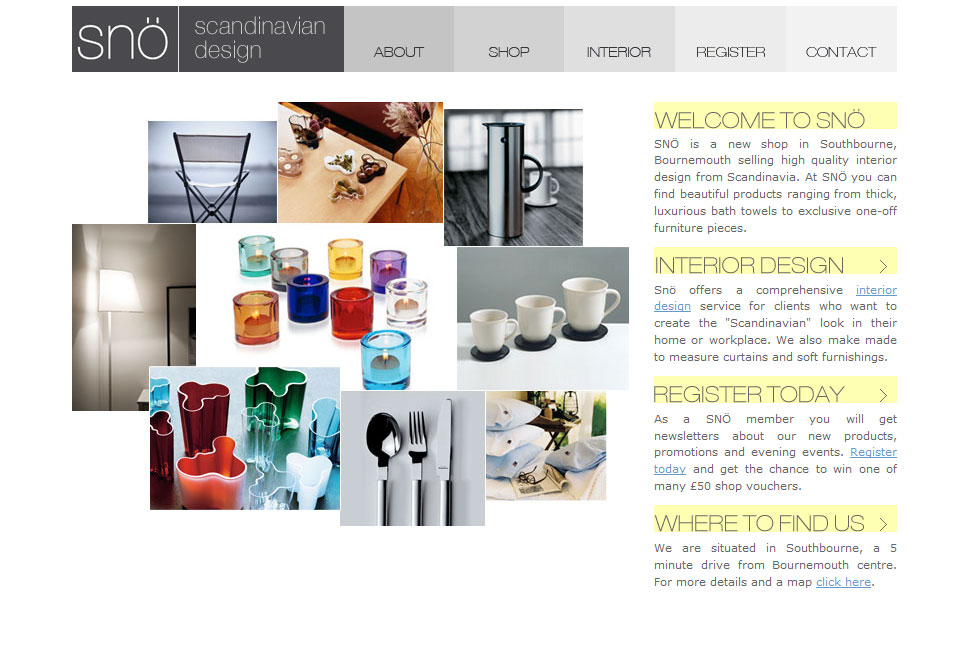 snö
scandinavian
design
ABOUT
SHOP
INTERIOR
REGISTER
CONTACT
WELCOME TO SNÖ
SNÖ is a new shop in Southbourne,
Bournemouth selling high quality interior
design from Scandinavia. At SNÖ you can
find beautiful products ranging from thick,
luxurious bath towels to exclusive one-off
furniture pieces.
INTERIOR DESIGN
Snö offers a comprehensive interior
design service for clients who want to
create the "Scandinavian" look in their
home or workplace. We also make made
to measure curtains and soft furnishings.
REGISTER TODAY
As a SNÖ member you will get
newsletters about our new products,
promotions and evening events. Register
today and get the chance to win one of
many £50 shop vouchers.
WHERE TO FIND US
We are situated in Southbourne, a 5
minute drive from Bournemouth centre.
For more details and a map click here.